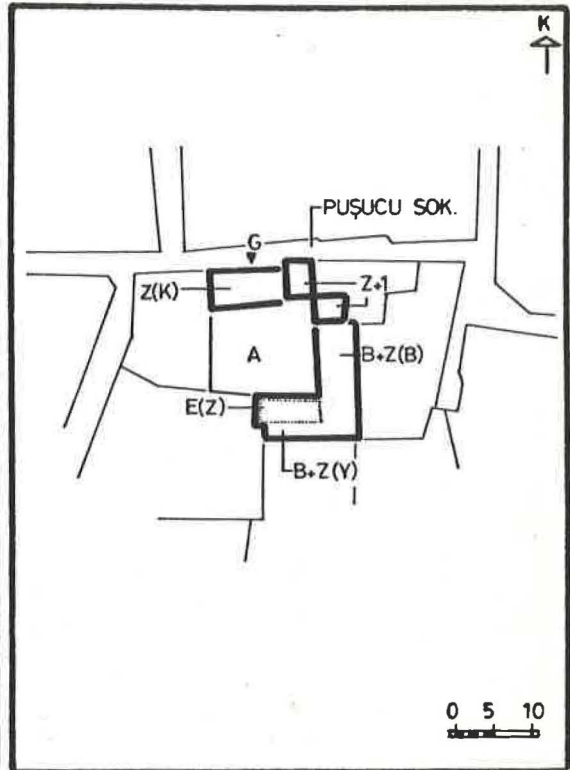 K
PUŞUCU SOK.
G
Z(K)
Z+1
A
B+Z(B)
E(Z)
B+Z(Y)
0 5 10